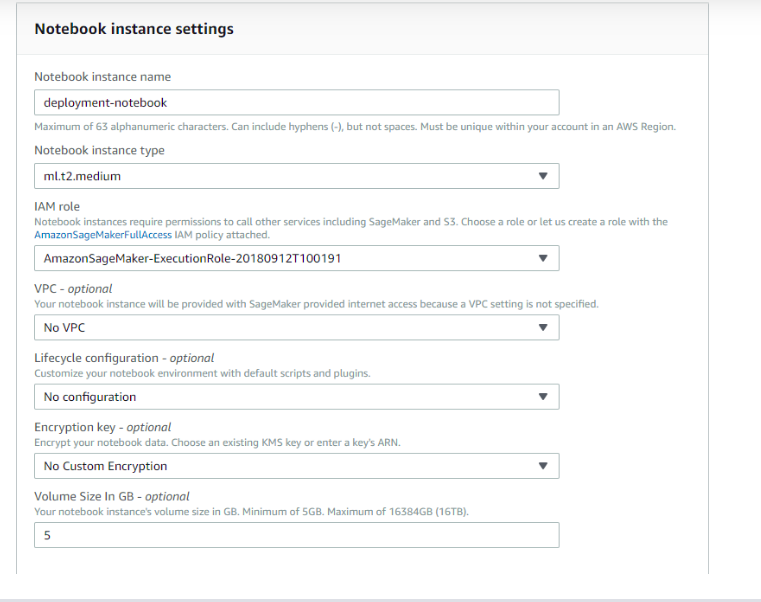 Notebook instance settings
Notebook instance name
deployment-notebook
Maximum of 63 alphanumeric characters. Can include hyphens (-), but not spaces. Must be unique within your account in an AWS Region.
Notebook instance type
ml.t2.medium
IAM role
Notebook instances require permissions to call other services including SageMaker and S3. Choose a role or let us create a role with the
AmazonSageMakerFullAccess IAM policy attached.
AmazonSageMaker-ExecutionRole-20180912T100191
VPC - optional
Your notebook instance will be provided with SageMaker provided internet access because a VPC setting is not specified.
No VPC
Lifecycle configuration - optional
Customize your notebook environment with default scripts and plugins.
No configuration
Encryption key - optional
Encrypt your notebook data. Choose an existing KMS key or enter a key's ARN.
No Custom Encryption
Volume Size In GB - optional
Your notebook instance's volume size in GB. Minimum of 5GB. Maximum of 16384GB (16TB).
5